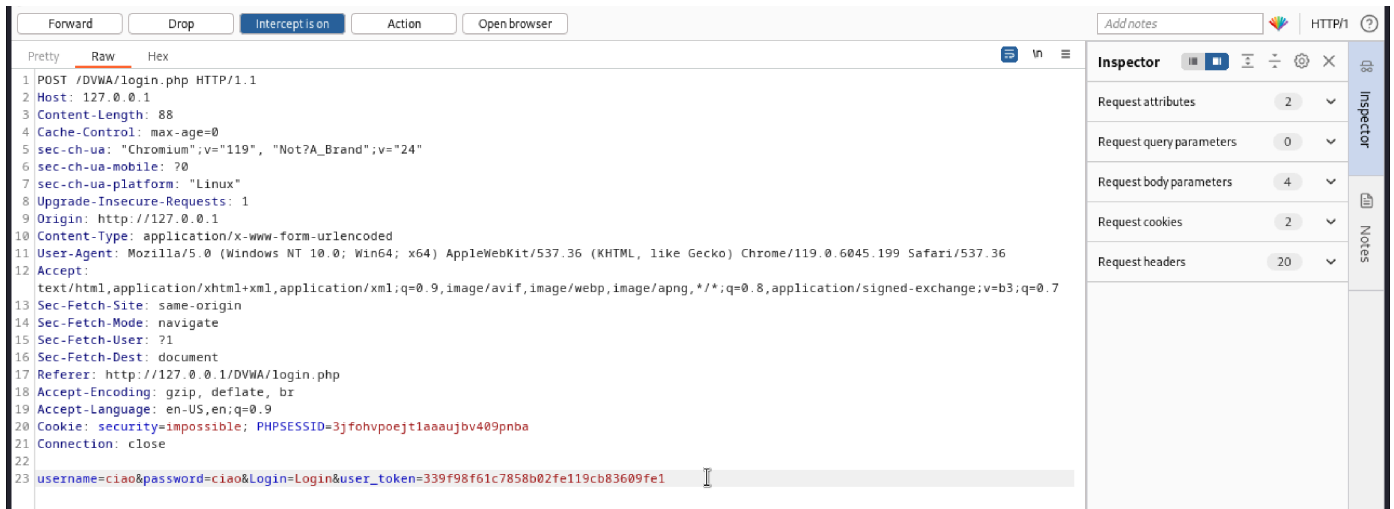 Forward Drop Intercept is on Action Open browser Add notes HTTP/1 ?
Pretty Raw Hex \n
Inspector
1 POST /DVWA/login.php HTTP/1.1
2 Host: 127.0.0.1
3 Content-Length: 88
4 Cache-Control: max-age=0
5 sec-ch-ua: "Chromium";v="119", "Not?A_Brand";v="24"
6 sec-ch-ua-mobile: ?0
7 sec-ch-ua-platform: "Linux"
8 Upgrade-Insecure-Requests: 1
9 Origin: http://127.0.0.1
10 Content-Type: application/x-www-form-urlencoded
11 User-Agent: Mozilla/5.0 (Windows NT 10.0; Win64; x64) AppleWebKit/537.36 (KHTML, like Gecko) Chrome/119.0.6045.199 Safari/537.36
12 Accept:
text/html,application/xhtml+xml,application/xml;q=0.9,image/avif,image/webp,image/apng,*/*;q=0.8,application/signed-exchange;v=b3;q=0.7
13 Sec-Fetch-Site: same-origin
14 Sec-Fetch-Mode: navigate
15 Sec-Fetch-User: ?1
16 Sec-Fetch-Dest: document
17 Referer: http://127.0.0.1/DVWA/login.php
18 Accept-Encoding: gzip, deflate, br
19 Accept-Language: en-US,en;q=0.9
20 Cookie: security=impossible; PHPSESSID=3jfohvpoejt1aaaujbv409pnba
21 Connection: close
22
23 username=ciao&password=ciao&Login=Login&user_token=339f98f61c7858b02fe119cb83609fe1
Request attributes 2
Request query parameters 0
Request body parameters 4
Request cookies 2
Request headers 20
Inspector
Notes